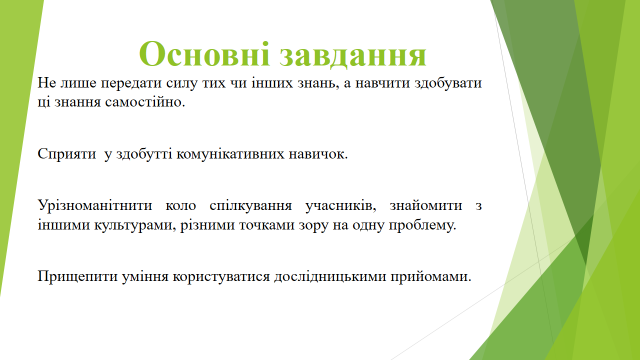 Основні завдання
Не лише передати силу тих чи інших знань, а навчити здобувати
ці знання самостійно.
Сприяти  у здобутті комунікативних навичок.
Урізноманітнити коло спілкування учасників, знайомити з
іншими культурами, різними точками зору на одну проблему.
Прищепити уміння користуватися дослідницькими прийомами.